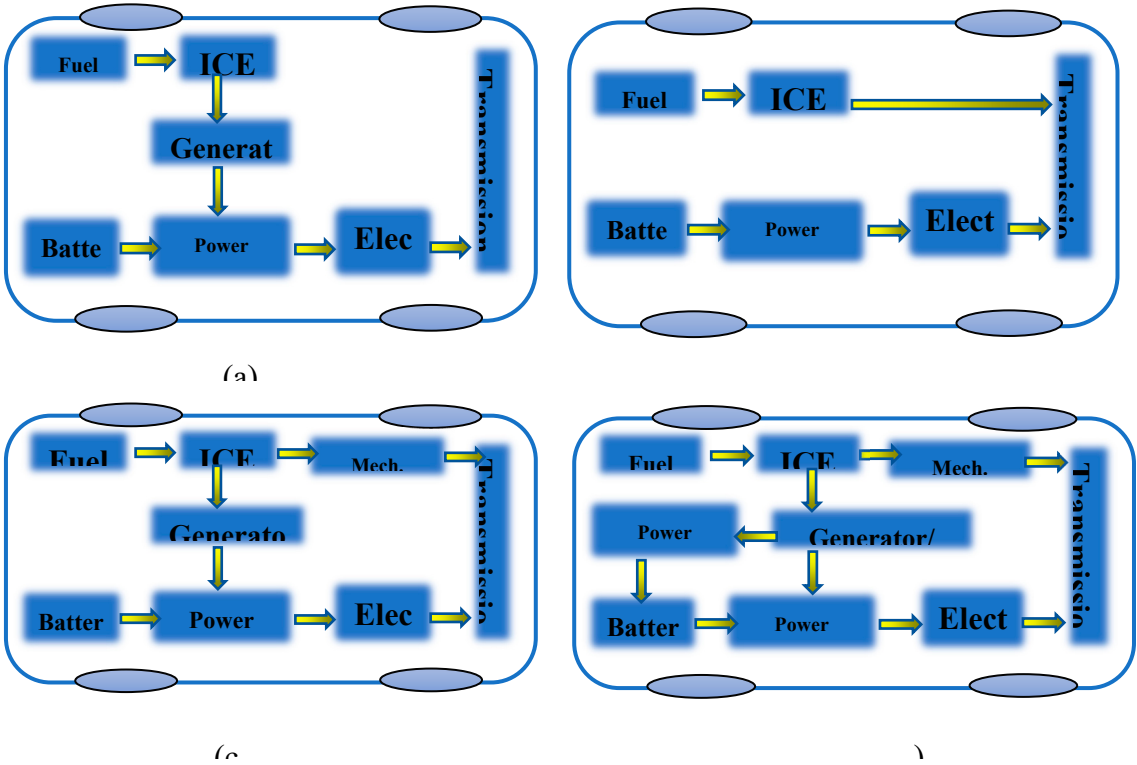 Fuel
ICE
Generat
Batte
Power
Elec
Transmission
(a)
Fuel
ICE
Batte
Power
Elect
Transmissio
Fuel
ICE
Mech.
Generato
Batter
Power
Elec
Transmissio
(c
Fuel
ICE
Mech.
Power
Generator/
Batter
Power
Elect
Transmissio
)